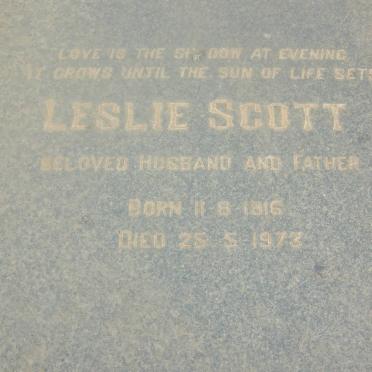 LOVE IS THE SHADOW AT EVENING
IT GROWS UNTIL THE SUN OF LIFE SETS
LESLIE SCOTT
BELOVED HUSBAND AND FATHER
BORN 11 8 1916
DIED 25 5 1973